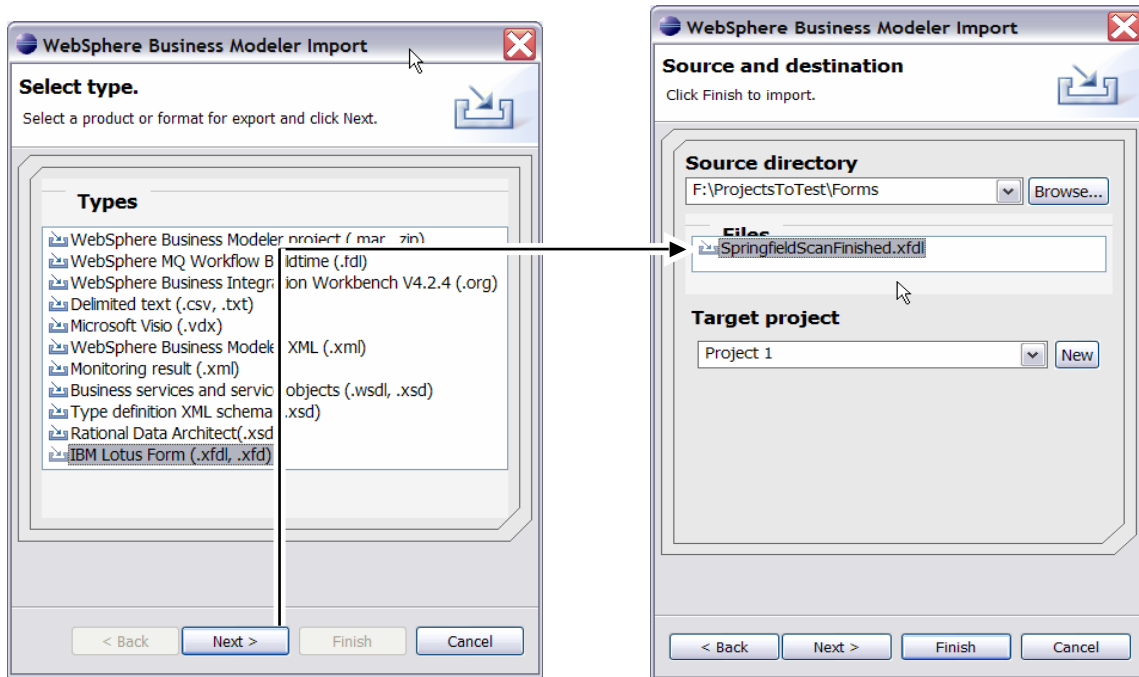 WebSphere Business Modeler Import
Select type.
Select a product or format for export and click Next.
Types
WebSphere Business Modeler project (.mar, .zip)
WebSphere MQ Workflow Buildtime (.fdl)
WebSphere Business Integration Workbench V4.2.4 (.org)
Delimited text (.csv, .txt)
Microsoft Visio (.vdx)
WebSphere Business Modeler XML (.xml)
Monitoring result (.xml)
Business services and service objects (.wsdl, .xsd)
Type definition XML schema (.xsd)
Rational Data Architect(.xsd
IBM Lotus Form (.xfdl, .xfd)
< Back
Next >
Finish
Cancel
WebSphere Business Modeler Import
Source and destination
Click Finish to import.
Source directory
F:\ProjectsToTest\Forms
Browse...
Files
SpringfieldScanFinished.xfdl
Target project
Project 1
New
< Back
Next >
Finish
Cancel